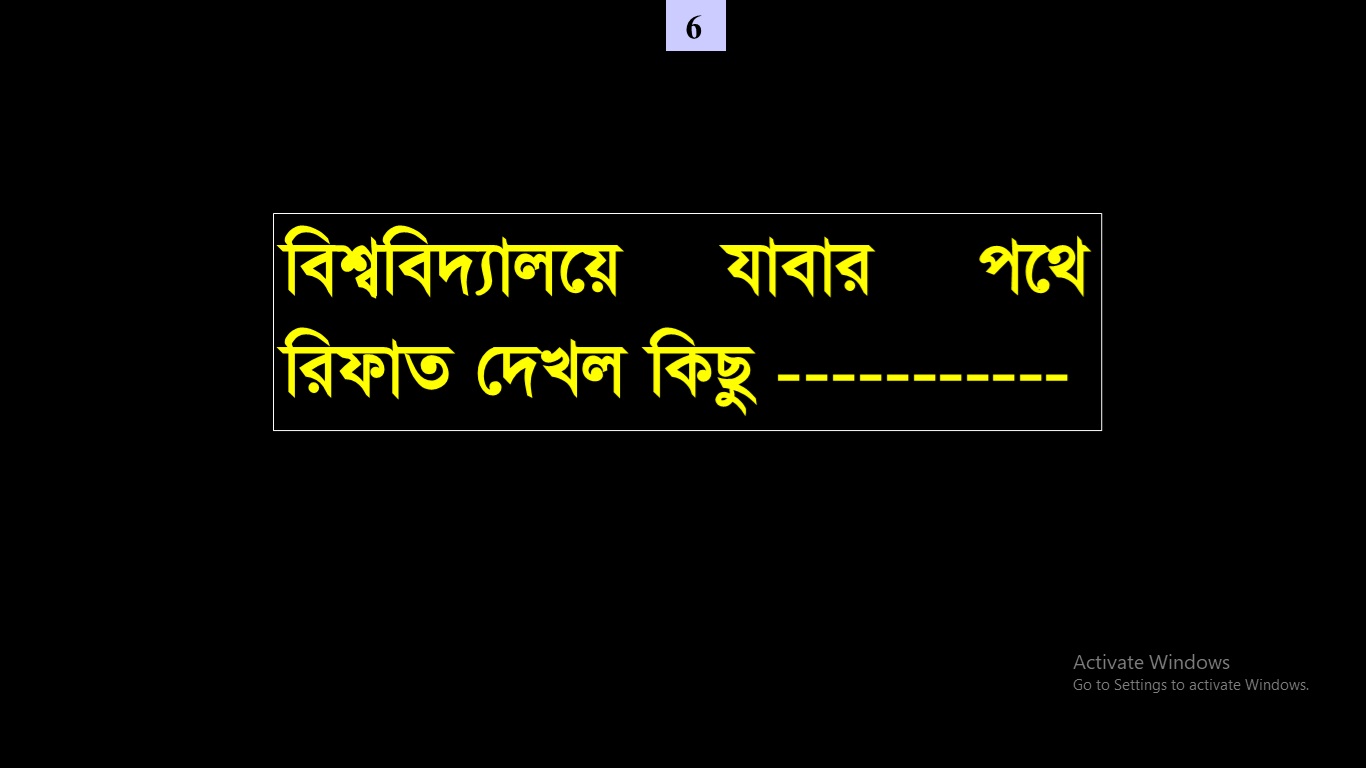 6
বিশ্ববিদ্যালয়ে যাবার পথে
রিফাত দেখল কিছু -----------
Activate Windows
Go to Settings to activate Windows.